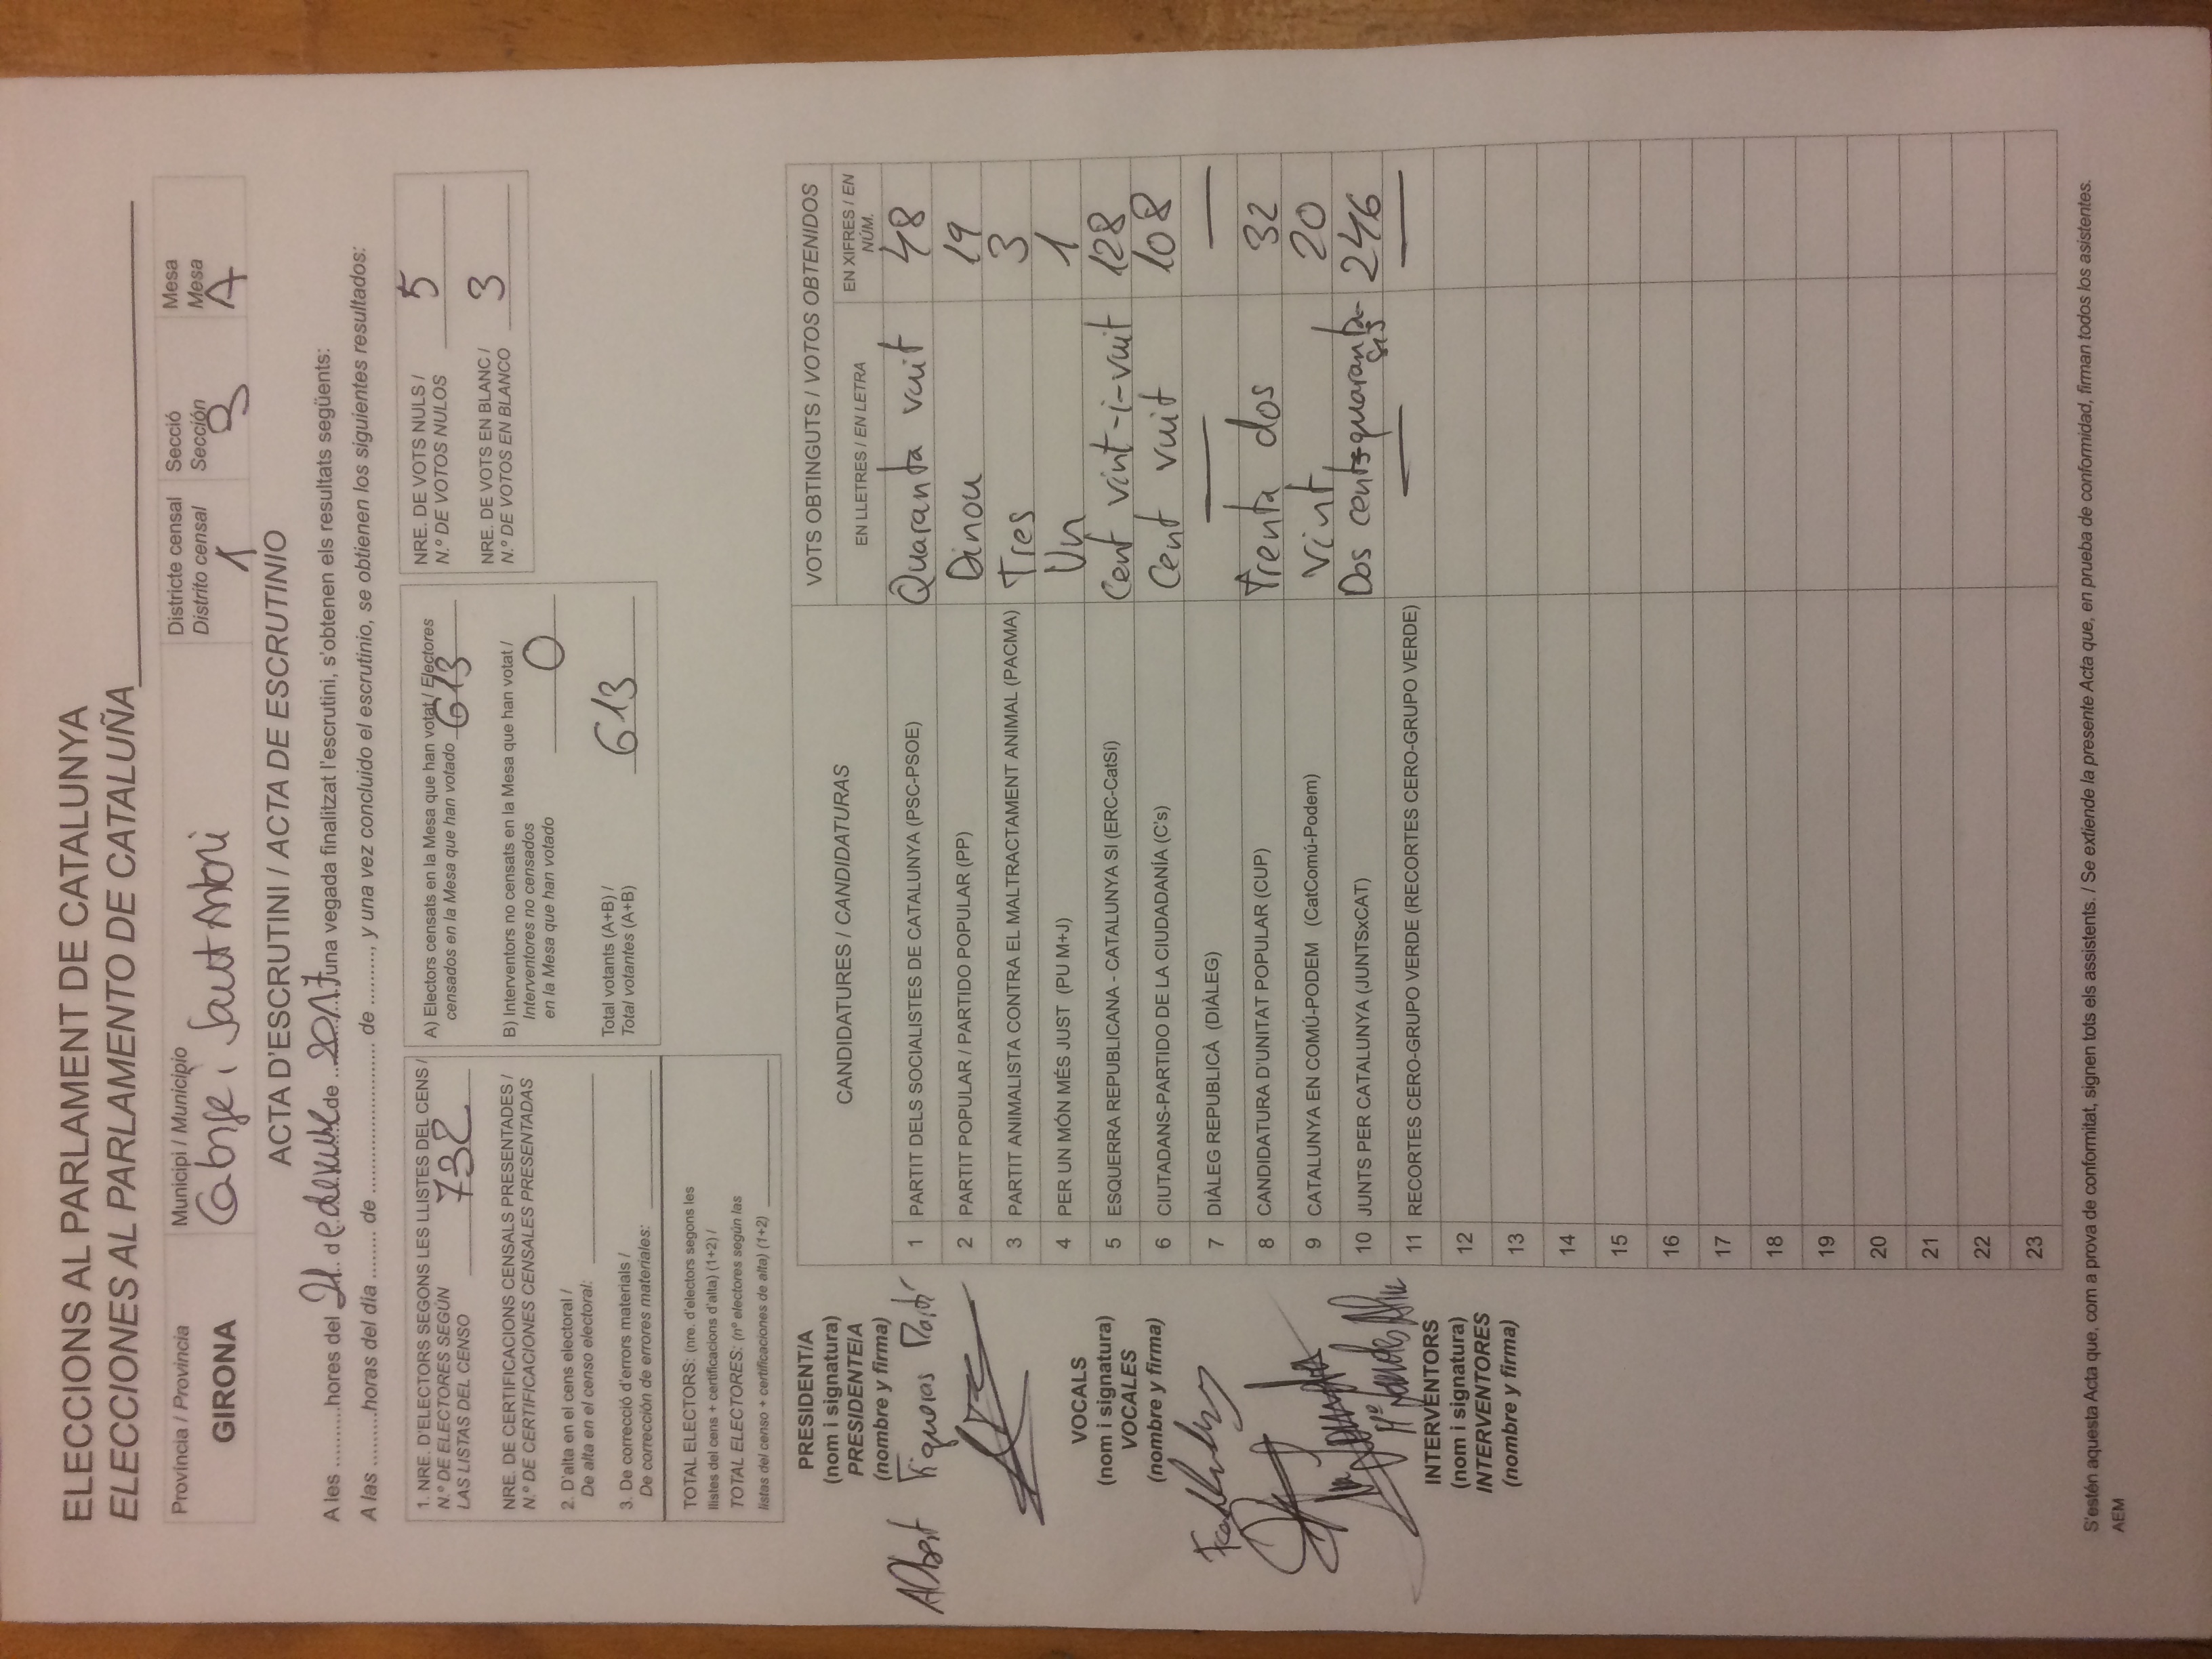 ELECCIONS AL PARLAMENT DE CATALUNYA
ELECCIONES AL PARLAMENTO DE CATALUÑA
Provincia / Provincia
GIRONA
Municipi / Municipio
i Sant Antoni
Districte censal
Distrito censal
1
Secció
Sección
Mesa
Mesa
A
ACTA D'ESCRUTINI / ACTA DE ESCRUTINIO
A les ..........hores del 21 de desembre de 2017 una vegada finalitzat l'escrutini, s'obtenen els resultats següents:
A las ..........horas del día ........ de ........................ de ........., y una vez concluido el escrutinio, se obtienen los siguientes resultados:
1. NRE. D'ELECTORS SEGONS LES LLISTES DEL CENS /
N.º DE ELECTORES SEGÚN
LAS LISTAS DEL CENSO
732
NRE. DE CERTIFICACIONS CENSALS PRESENTADES /
N.º DE CERTIFICACIONES CENSALES PRESENTADAS
2. D'alta en el cens electoral /
De alta en el censo electoral:
3. De correcció d'errors materials /
De corrección de errores materiales:
TOTAL ELECTORS: (nre. d'electors segons les
llistes del cens + certificacions d'alta) (1+2) /
TOTAL ELECTORES: (nº electores según las
listas del censo + certificaciones de alta) (1+2)
A) Electors censats en la Mesa que han votat / Electores
censados en la Mesa que han votado 613
B) Interventors no censats en la Mesa que han votat /
Interventores no censados
en la Mesa que han votado
0
Total votants (A+B) /
Total votantes (A+B)
613
NRE. DE VOTS NULS /
N.º DE VOTOS NULOS
5
NRE. DE VOTS EN BLANC /
N.º DE VOTOS EN BLANCO
3
PRESIDENT/A
(nom i signatura)
PRESIDENTE/A
(nombre y firma)
Albert Figueras
VOCALS
(nom i signatura)
VOCALES
(nombre y firma)
INTERVENTORS
(nom i signatura)
INTERVENTORES
(nombre y firma)
CANDIDATURES / CANDIDATURAS
VOTS OBTINGUTS / VOTOS OBTENIDOS
EN LLETRES / EN LETRA
EN XIFRES / EN
NÚM.
1 PARTIT DELS SOCIALISTES DE CATALUNYA (PSC-PSOE) Quaranta vuit 48
2 PARTIT POPULAR / PARTIDO POPULAR (PP) Dinou 19
3 PARTIT ANIMALISTA CONTRA EL MALTRACTAMENT ANIMAL (PACMA) Tres 3
4 PER UN MÓN MÉS JUST (PU M+J) Un 1
5 ESQUERRA REPUBLICANA - CATALUNYA SI (ERC-CatSí) Cent vint-i-vuit 128
6 CIUTADANS-PARTIDO DE LA CIUDADANÍA (C's) Cent vuit 108
7 DIÀLEG REPUBLICÀ (DIÀLEG) — —
8 CANDIDATURA D'UNITAT POPULAR (CUP) Trenta dos 32
9 CATALUNYA EN COMÚ-PODEM (CatComú-Podem) Vint 20
10 JUNTS PER CATALUNYA (JUNTSxCAT) Dos cents quaranta-sis 246
11 RECORTES CERO-GRUPO VERDE (RECORTES CERO-GRUPO VERDE) — —
12
13
14
15
16
17
18
19
20
21
22
23
S'estén aquesta Acta que, com a prova de conformitat, signen tots els assistents. / Se extiende la presente Acta que, en prueba de conformidad, firman todos los asistentes.
AEM